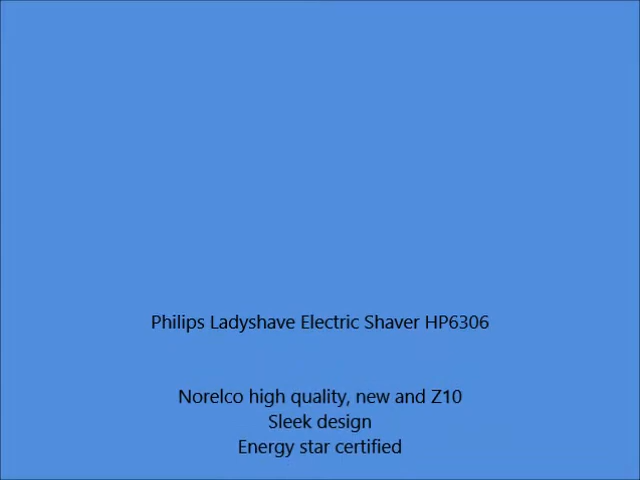 Philips Ladyshave Electric Shaver HP6306
Norelco high quality, new and Z10
Sleek design
Energy star certified